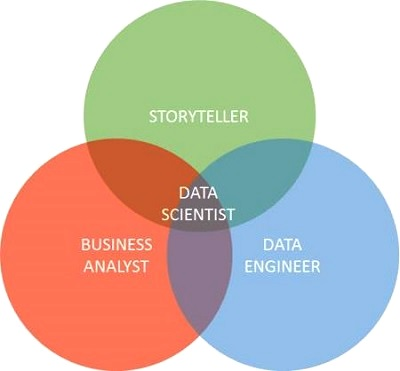 STORYTELLER
DATA
SCIENTIST
BUSINESS
ANALYST
DATA
ENGINEER